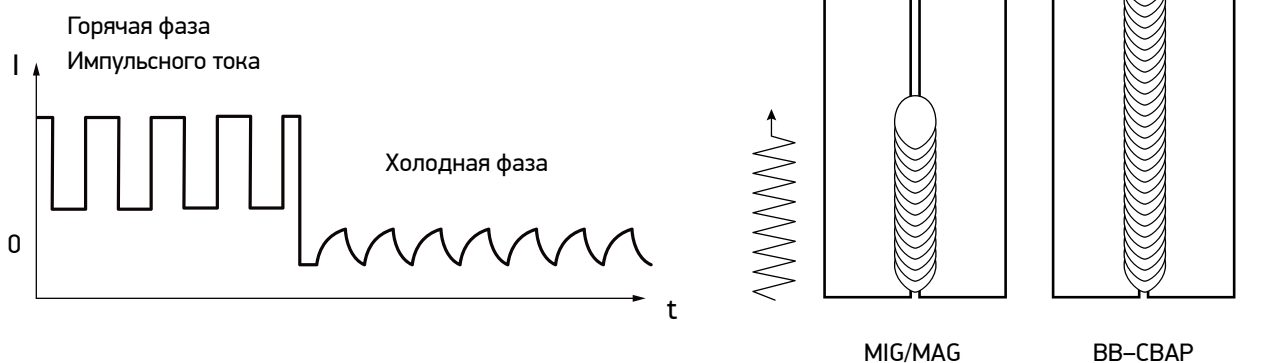 Горячая фаза
Импульсного тока
I
Холодная фаза
0
t
MIG/MAG
ВВ–СВАР